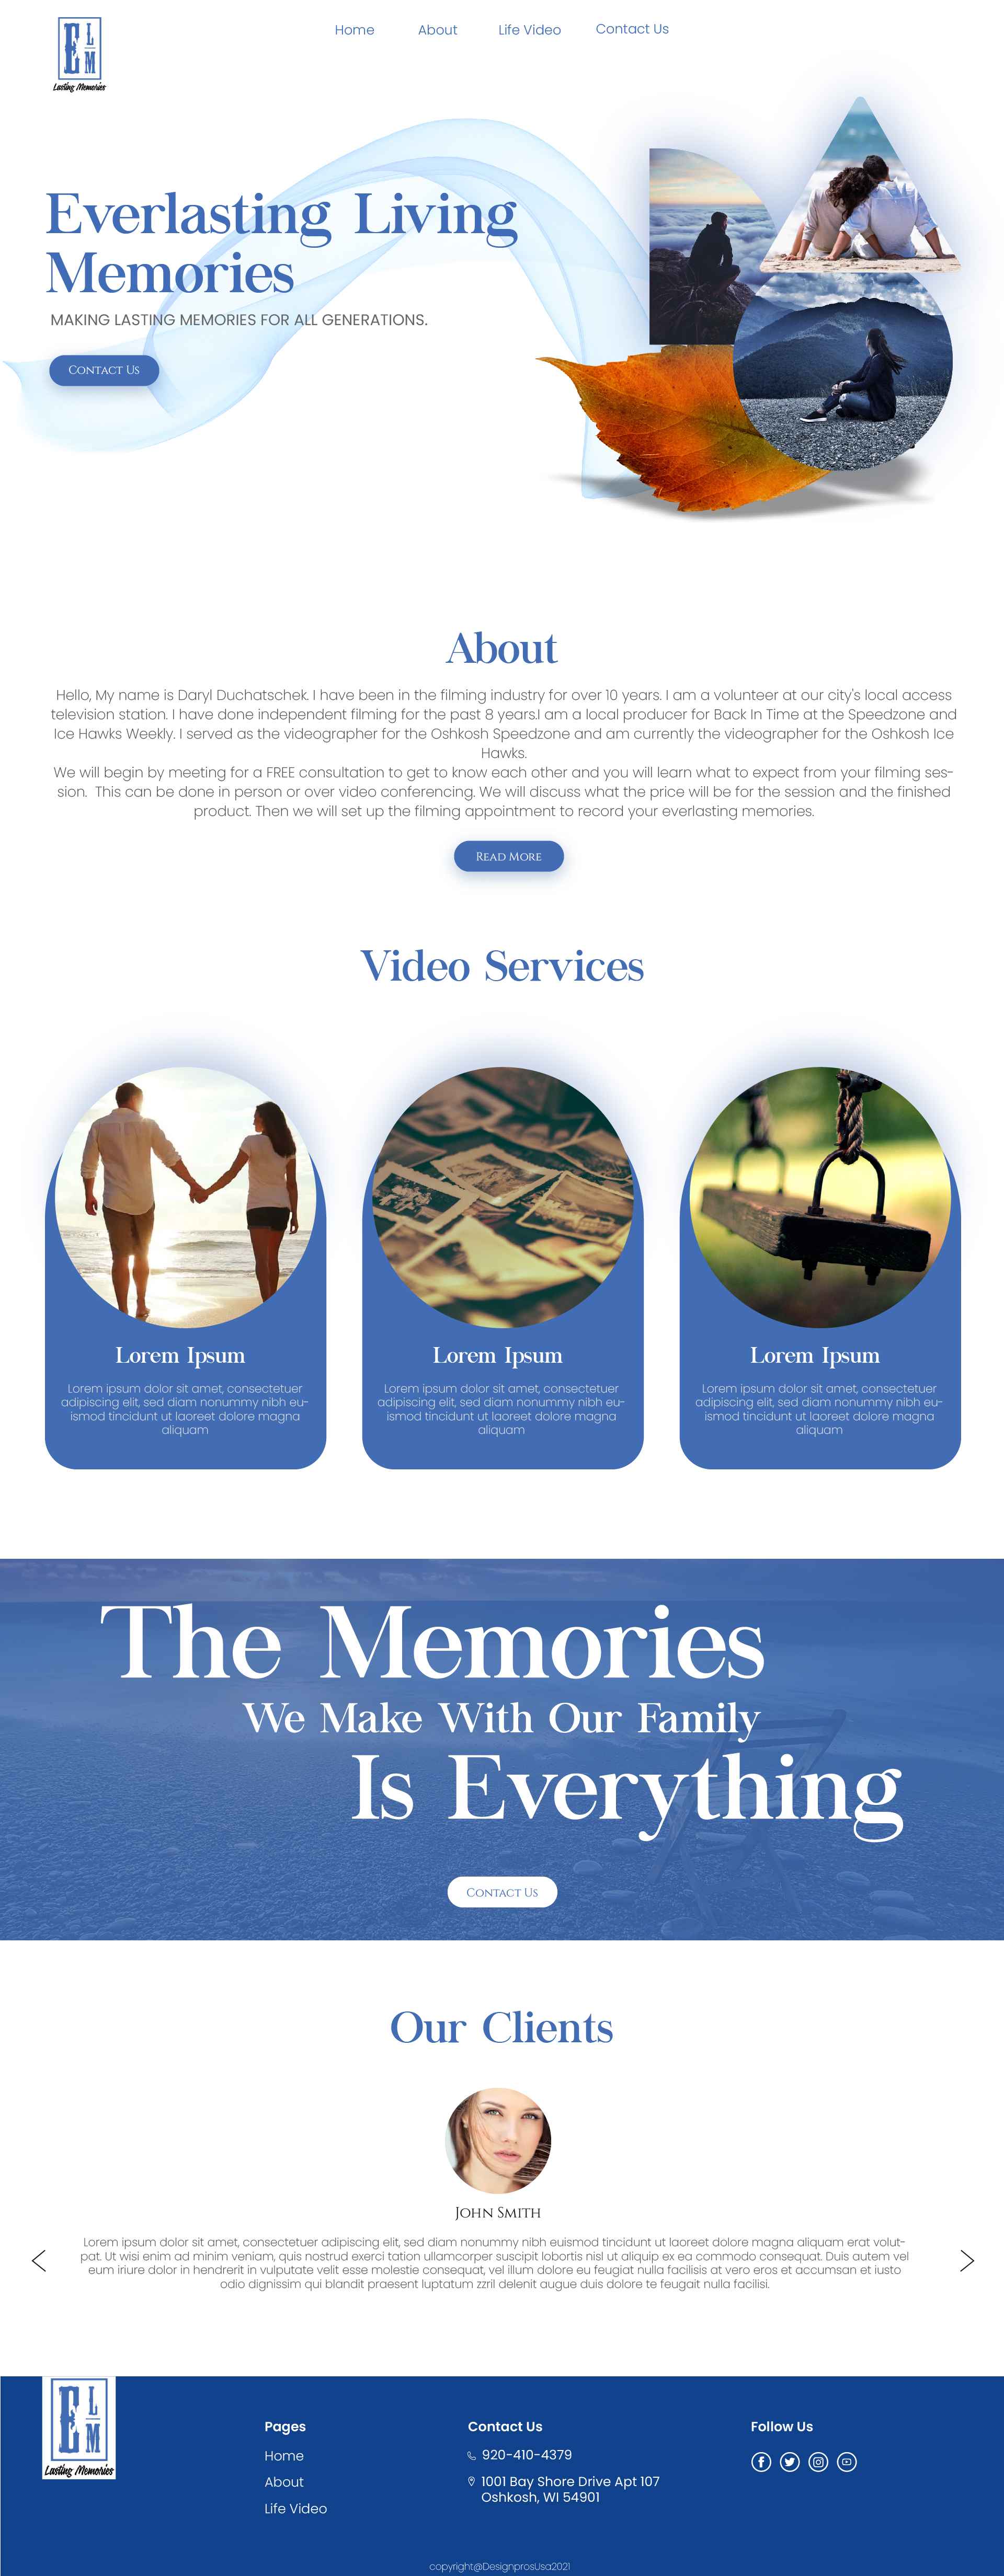 E L M
Lasting Memories
Home About Life Video Contact Us
Everlasting Living
Memories
MAKING LASTING MEMORIES FOR ALL GENERATIONS.
CONTACT US
About
Hello, My name is Daryl Duchatschek. I have been in the filming industry for over 10 years. I am a volunteer at our city's local access
television station. I have done independent filming for the past 8 years.I am a local producer for Back In Time at the Speedzone and
Ice Hawks Weekly. I served as the videographer for the Oshkosh Speedzone and am currently the videographer for the Oshkosh Ice
Hawks.
We will begin by meeting for a FREE consultation to get to know each other and you will learn what to expect from your filming ses-
sion. This can be done in person or over video conferencing. We will discuss what the price will be for the session and the finished
product. Then we will set up the filming appointment to record your everlasting memories.
READ MORE
Video Services
Lorem Ipsum
Lorem ipsum dolor sit amet, consectetuer
adipiscing elit, sed diam nonummy nibh eu-
ismod tincidunt ut laoreet dolore magna
aliquam
Lorem Ipsum
Lorem ipsum dolor sit amet, consectetuer
adipiscing elit, sed diam nonummy nibh eu-
ismod tincidunt ut laoreet dolore magna
aliquam
Lorem Ipsum
Lorem ipsum dolor sit amet, consectetuer
adipiscing elit, sed diam nonummy nibh eu-
ismod tincidunt ut laoreet dolore magna
aliquam
The Memories
We Make With Our Family
Is Everything
CONTACT US
Our Clients
JOHN SMITH
Lorem ipsum dolor sit amet, consectetuer adipiscing elit, sed diam nonummy nibh euismod tincidunt ut laoreet dolore magna aliquam erat volut-
pat. Ut wisi enim ad minim veniam, quis nostrud exerci tation ullamcorper suscipit lobortis nisl ut aliquip ex ea commodo consequat. Duis autem vel
eum iriure dolor in hendrerit in vulputate velit esse molestie consequat, vel illum dolore eu feugiat nulla facilisis at vero eros et accumsan et iusto
odio dignissim qui blandit praesent luptatum zzril delenit augue duis dolore te feugait nulla facilisi.
E L M
Lasting Memories
Pages
Home
About
Life Video
Contact Us
920-410-4379
1001 Bay Shore Drive Apt 107
Oshkosh, WI 54901
Follow Us
copyright@DesignprosUsa2021